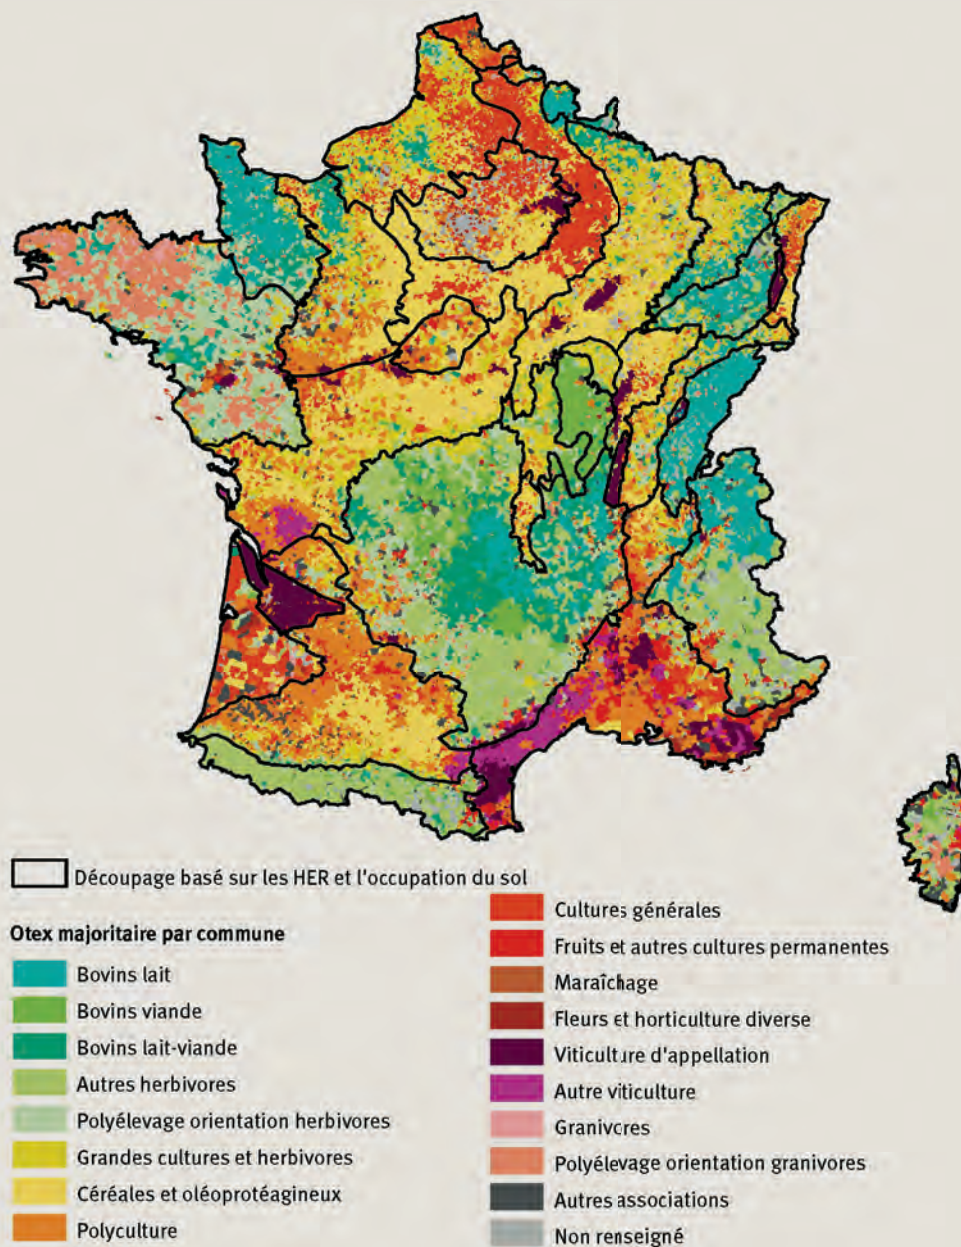 Découpage basé sur les HER et l'occupation du sol
Otex majoritaire par commune
Bovins lait
Bovins viande
Bovins lait-viande
Autres herbivores
Polyélevage orientation herbivores
Grandes cultures et herbivores
Céréales et oléoprotéagineux
Polyculture
Cultures générales
Fruits et autres cultures permanentes
Maraîchage
Fleurs et horticulture diverse
Viticulture d'appellation
Autre viticulture
Granivores
Polyélevage orientation granivores
Autres associations
Non renseigné